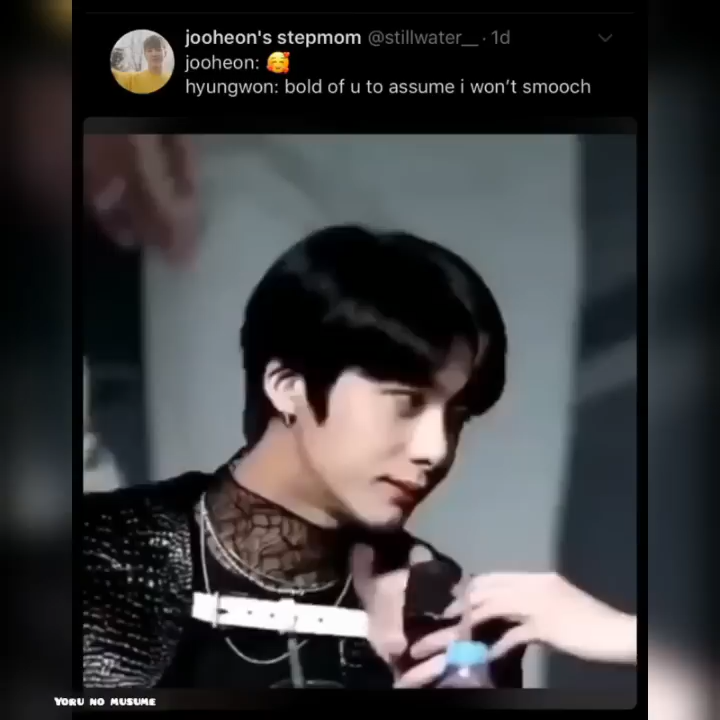 jooheon's stepmom @stillwater__ · 1d
jooheon: 🥰
hyungwon: bold of u to assume i won't smooch
YORU NO MUSUME